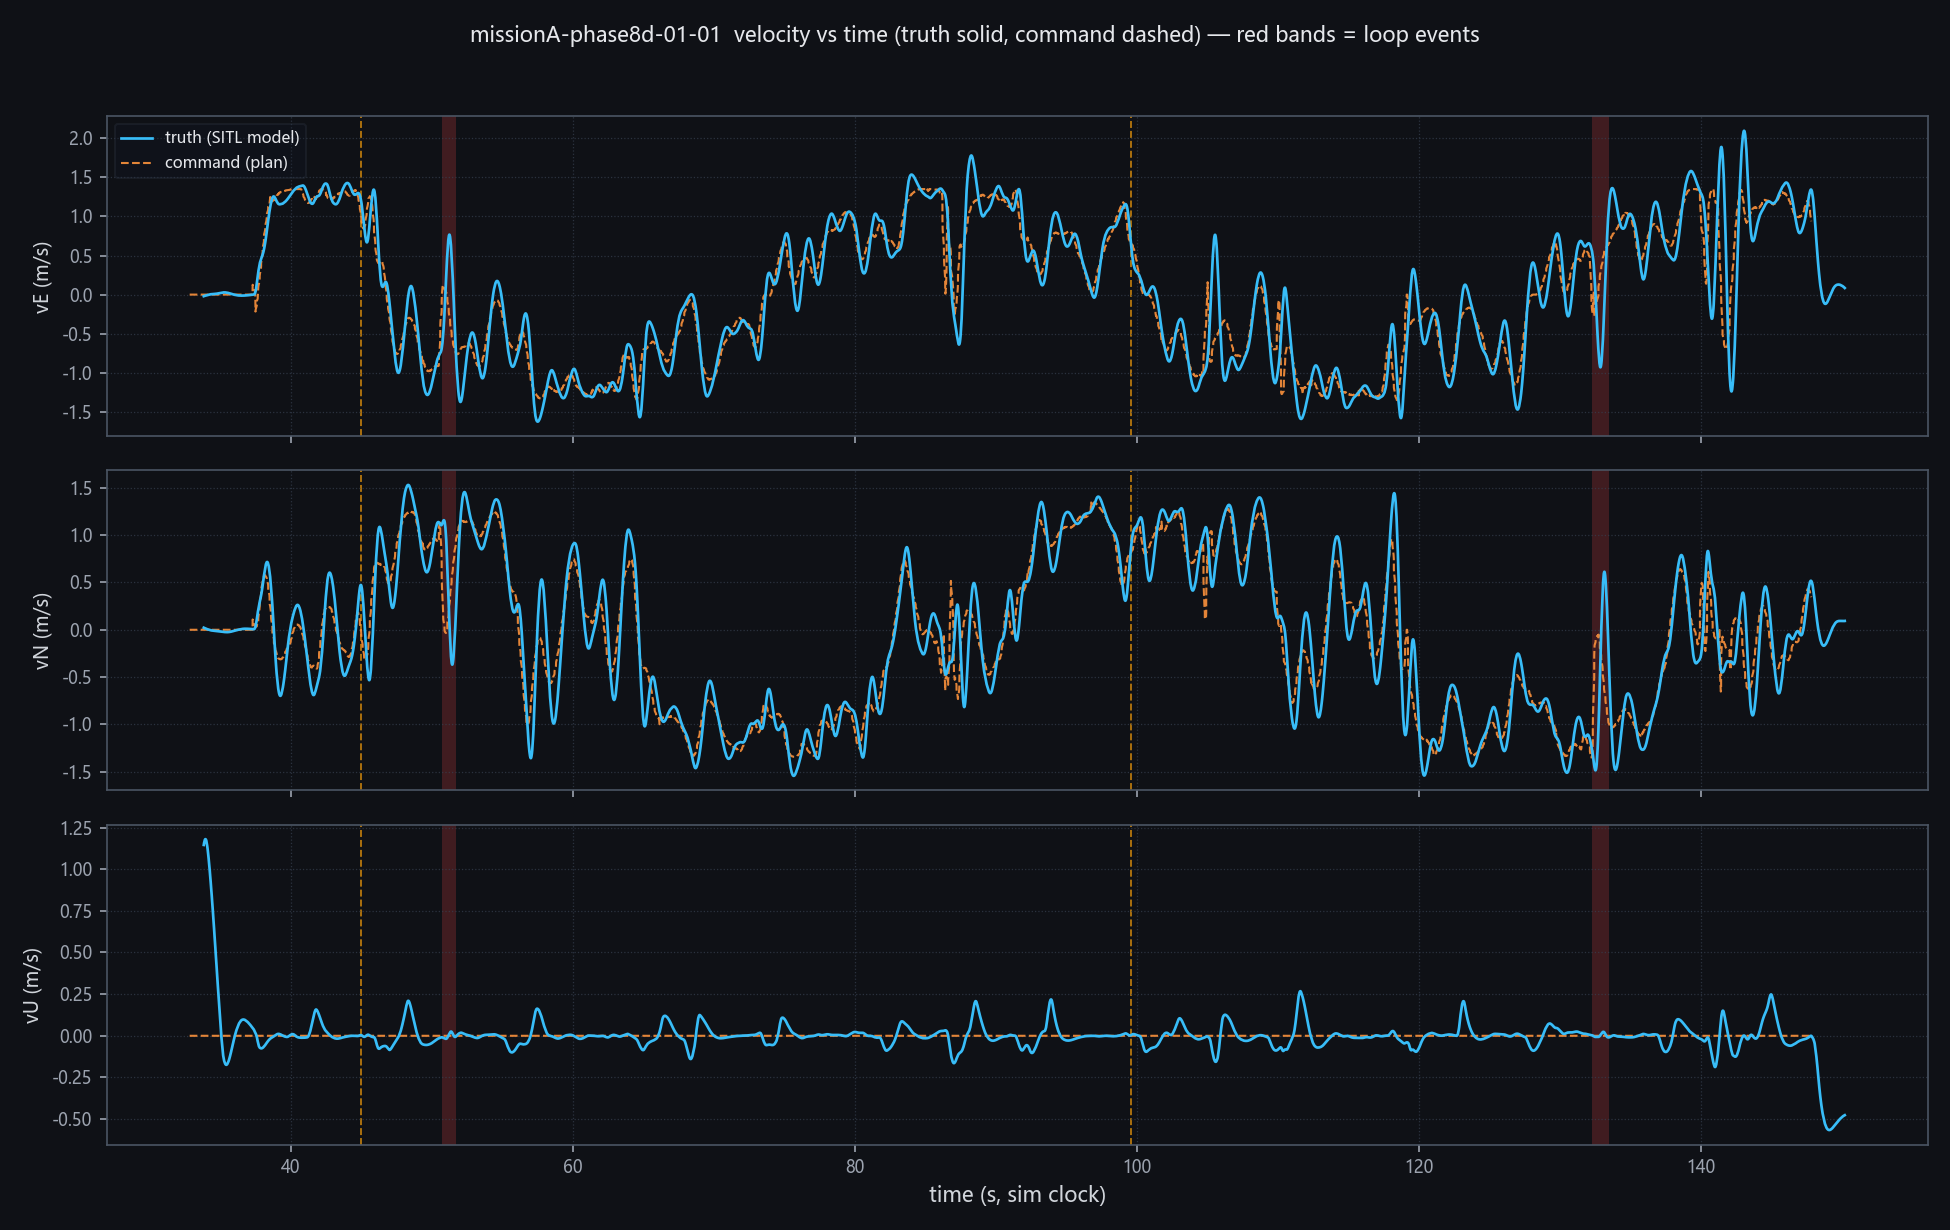 missionA-phase8d-01-01  velocity vs time (truth solid, command dashed) — red bands = loop events
truth (SITL model)
command (plan)
vE (m/s)
2.0
1.5
1.0
0.5
0.0
-0.5
-1.0
-1.5
vN (m/s)
1.5
1.0
0.5
0.0
-0.5
-1.0
-1.5
vU (m/s)
1.25
1.00
0.75
0.50
0.25
0.00
-0.25
-0.50
40 60 80 100 120 140
time (s, sim clock)